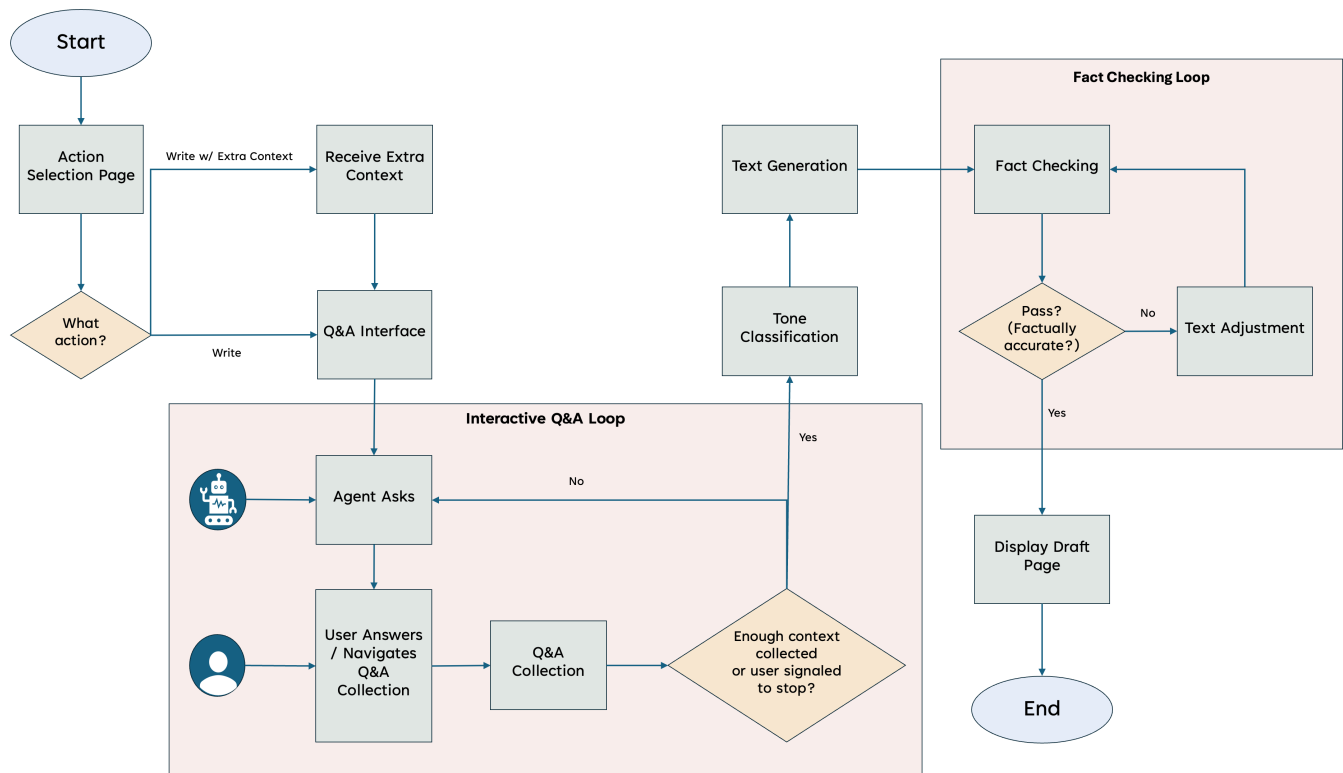 Start
Action
Selection Page
What
action?
Write w/ Extra Context
Write
Receive Extra
Context
Q&A Interface
Interactive Q&A Loop
Agent Asks
No
User Answers
/ Navigates
Q&A
Collection
Q&A
Collection
Enough context
collected
or user signaled
to stop?
Yes
Tone
Classification
Text Generation
Fact Checking Loop
Fact Checking
Pass?
(Factually
accurate?)
No
Text Adjustment
Yes
Display Draft
Page
End